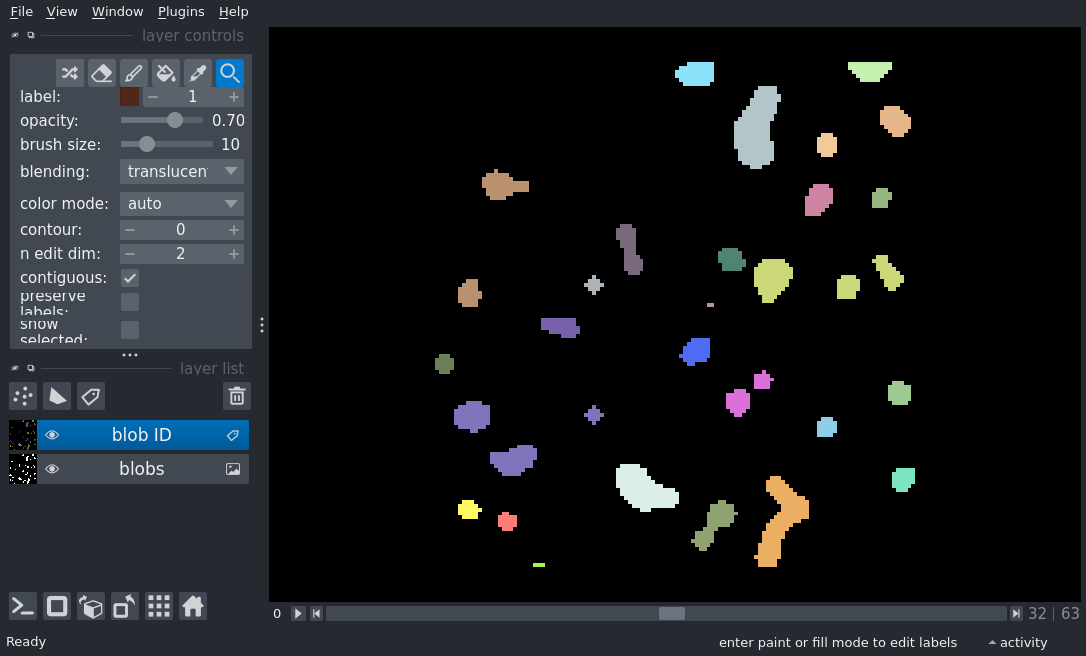 File View Window Plugins Help
layer controls
label: 1
opacity: 0.70
brush size: 10
blending: translucen
color mode: auto
contour: 0
n edit dim: 2
contiguous:
preserve
labels:
show
selected:
layer list
blob ID
blobs
0 32 | 63
Ready enter paint or fill mode to edit labels activity